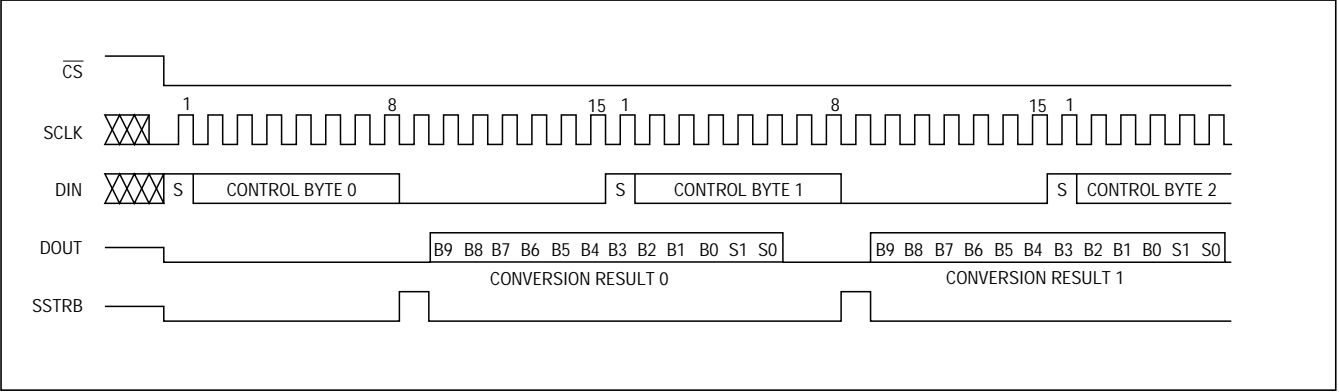 CS
1 8 15 1 8 15 1
SCLK
DIN S CONTROL BYTE 0 S CONTROL BYTE 1 S CONTROL BYTE 2
DOUT B9 B8 B7 B6 B5 B4 B3 B2 B1 B0 S1 S0 B9 B8 B7 B6 B5 B4 B3 B2 B1 B0 S1 S0
CONVERSION RESULT 0 CONVERSION RESULT 1
SSTRB